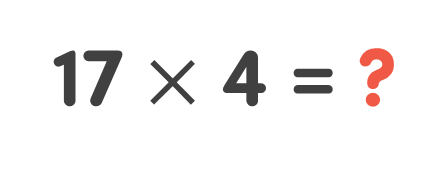 17 × 4 = ?